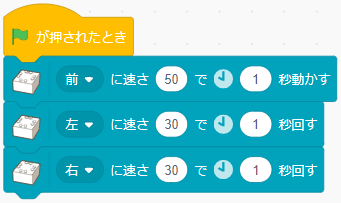 が押されたとき
前 に速さ 50 で 1 秒動かす
左 に速さ 30 で 1 秒回す
右 に速さ 30 で 1 秒回す